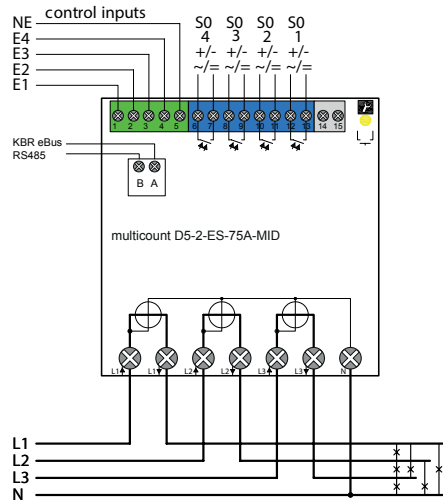 control inputs
NE
E4
E3
E2
E1
S0 S0 S0 S0
4 3 2 1
+/- +/- +/- +/-
~/= ~/= ~/= ~/=
1 2 3 4 5 6 7 8 9 10 11 12 13 14 15
KBR eBus
RS485
B A
multicount D5-2-ES-75A-MID
L1 L1 L2 L2 L3 L3 N
L1
L2
L3
N